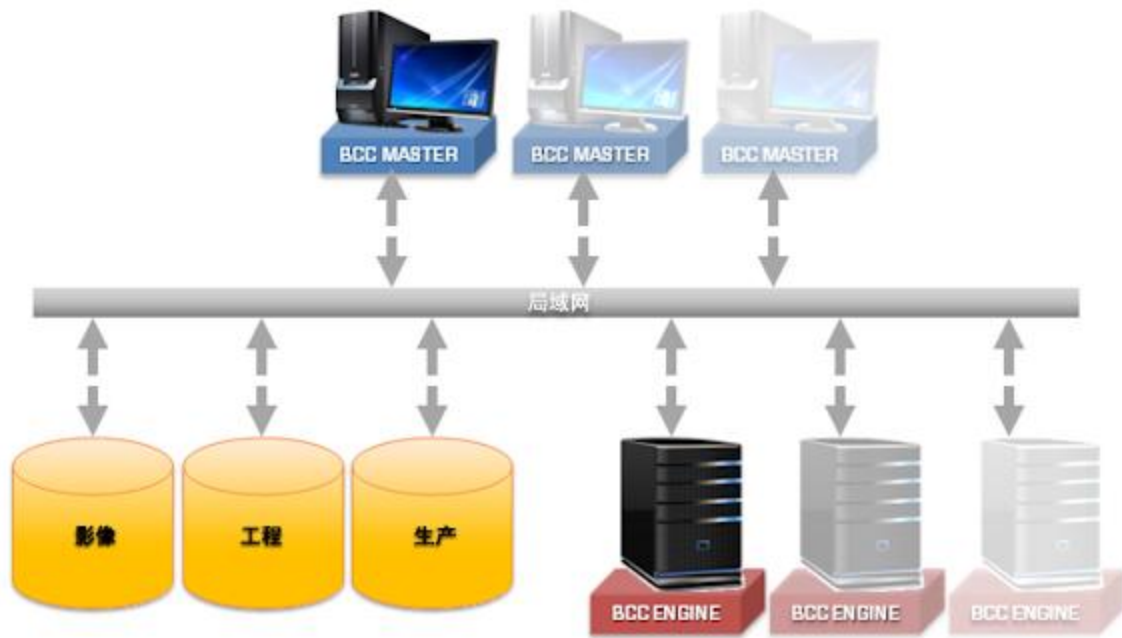 BCC MASTER
BCC MASTER
BCC MASTER
局域网
影像
工程
生产
BCC ENGINE
BCC ENGINE
BCC ENGINE